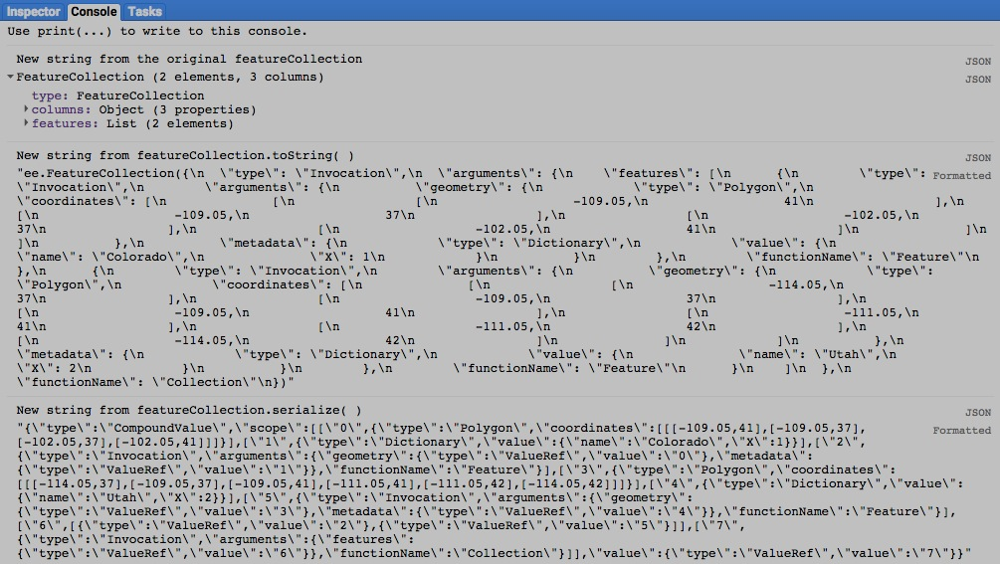 Inspector Console Tasks
Use print(...) to write to this console.
New string from the original featureCollection JSON
FeatureCollection (2 elements, 3 columns) JSON
type: FeatureCollection
columns: Object (3 properties)
features: List (2 elements)
New string from featureCollection.toString( ) JSON
"ee.FeatureCollection({\n  \"type\": \"Invocation\",\n  \"arguments\": {\n    \"features\": [\n      {\n        \"type\": Formatted
\"Invocation\",\n        \"arguments\": {\n          \"geometry\": {\n            \"type\": \"Polygon\",\n
\"coordinates\": [\n              [\n                [\n                  -109.05,\n                  41\n                ],\n
[\n                  -109.05,\n                  37\n                ],\n                [\n                  -102.05,\n
37\n                ],\n                [\n                  -102.05,\n                  41\n                ]\n              ]\n
]\n          },\n          \"metadata\": {\n            \"type\": \"Dictionary\",\n            \"value\": {\n
\"name\": \"Colorado\",\n              \"X\": 1\n            }\n          }\n        },\n        \"functionName\": \"Feature\"\n
},\n      {\n        \"type\": \"Invocation\",\n        \"arguments\": {\n          \"geometry\": {\n            \"type\":
\"Polygon\",\n            \"coordinates\": [\n              [\n                [\n                  -114.05,\n
37\n                ],\n                [\n                  -109.05,\n                  37\n                ],\n
[\n                  -109.05,\n                  41\n                ],\n                [\n                  -111.05,\n
41\n                ],\n                [\n                  -111.05,\n                  42\n                ],\n
[\n                  -114.05,\n                  42\n                ]\n              ]\n            ]\n          },\n
\"metadata\": {\n            \"type\": \"Dictionary\",\n            \"value\": {\n              \"name\": \"Utah\",\n
\"X\": 2\n            }\n          }\n        },\n        \"functionName\": \"Feature\"\n      }\n    ]\n  },\n
\"functionName\": \"Collection\"\n})"
New string from featureCollection.serialize( ) JSON
"{\"type\":\"CompoundValue\",\"scope\":[[\"0\",{\"type\":\"Polygon\",\"coordinates\":[[[-109.05,41],[-109.05,37], Formatted
[-102.05,37],[-102.05,41]]]}],[\"1\",{\"type\":\"Dictionary\",\"value\":{\"name\":\"Colorado\",\"X\":1}}],[\"2\",
{\"type\":\"Invocation\",\"arguments\":{\"geometry\":{\"type\":\"ValueRef\",\"value\":\"0\"},\"metadata\":
{\"type\":\"ValueRef\",\"value\":\"1\"}},\"functionName\":\"Feature\"}],[\"3\",{\"type\":\"Polygon\",\"coordinates\":
[[[-114.05,37],[-109.05,37],[-109.05,41],[-111.05,41],[-111.05,42],[-114.05,42]]]}],[\"4\",{\"type\":\"Dictionary\",\"value\":
{\"name\":\"Utah\",\"X\":2}}],[\"5\",{\"type\":\"Invocation\",\"arguments\":{\"geometry\":
{\"type\":\"ValueRef\",\"value\":\"3\"},\"metadata\":{\"type\":\"ValueRef\",\"value\":\"4\"}},\"functionName\":\"Feature\"}],
[\"6\",[{\"type\":\"ValueRef\",\"value\":\"2\"},{\"type\":\"ValueRef\",\"value\":\"5\"}]],[\"7\",
{\"type\":\"Invocation\",\"arguments\":{\"features\":
{\"type\":\"ValueRef\",\"value\":\"6\"}},\"functionName\":\"Collection\"}]],\"value\":{\"type\":\"ValueRef\",\"value\":\"7\"}}"